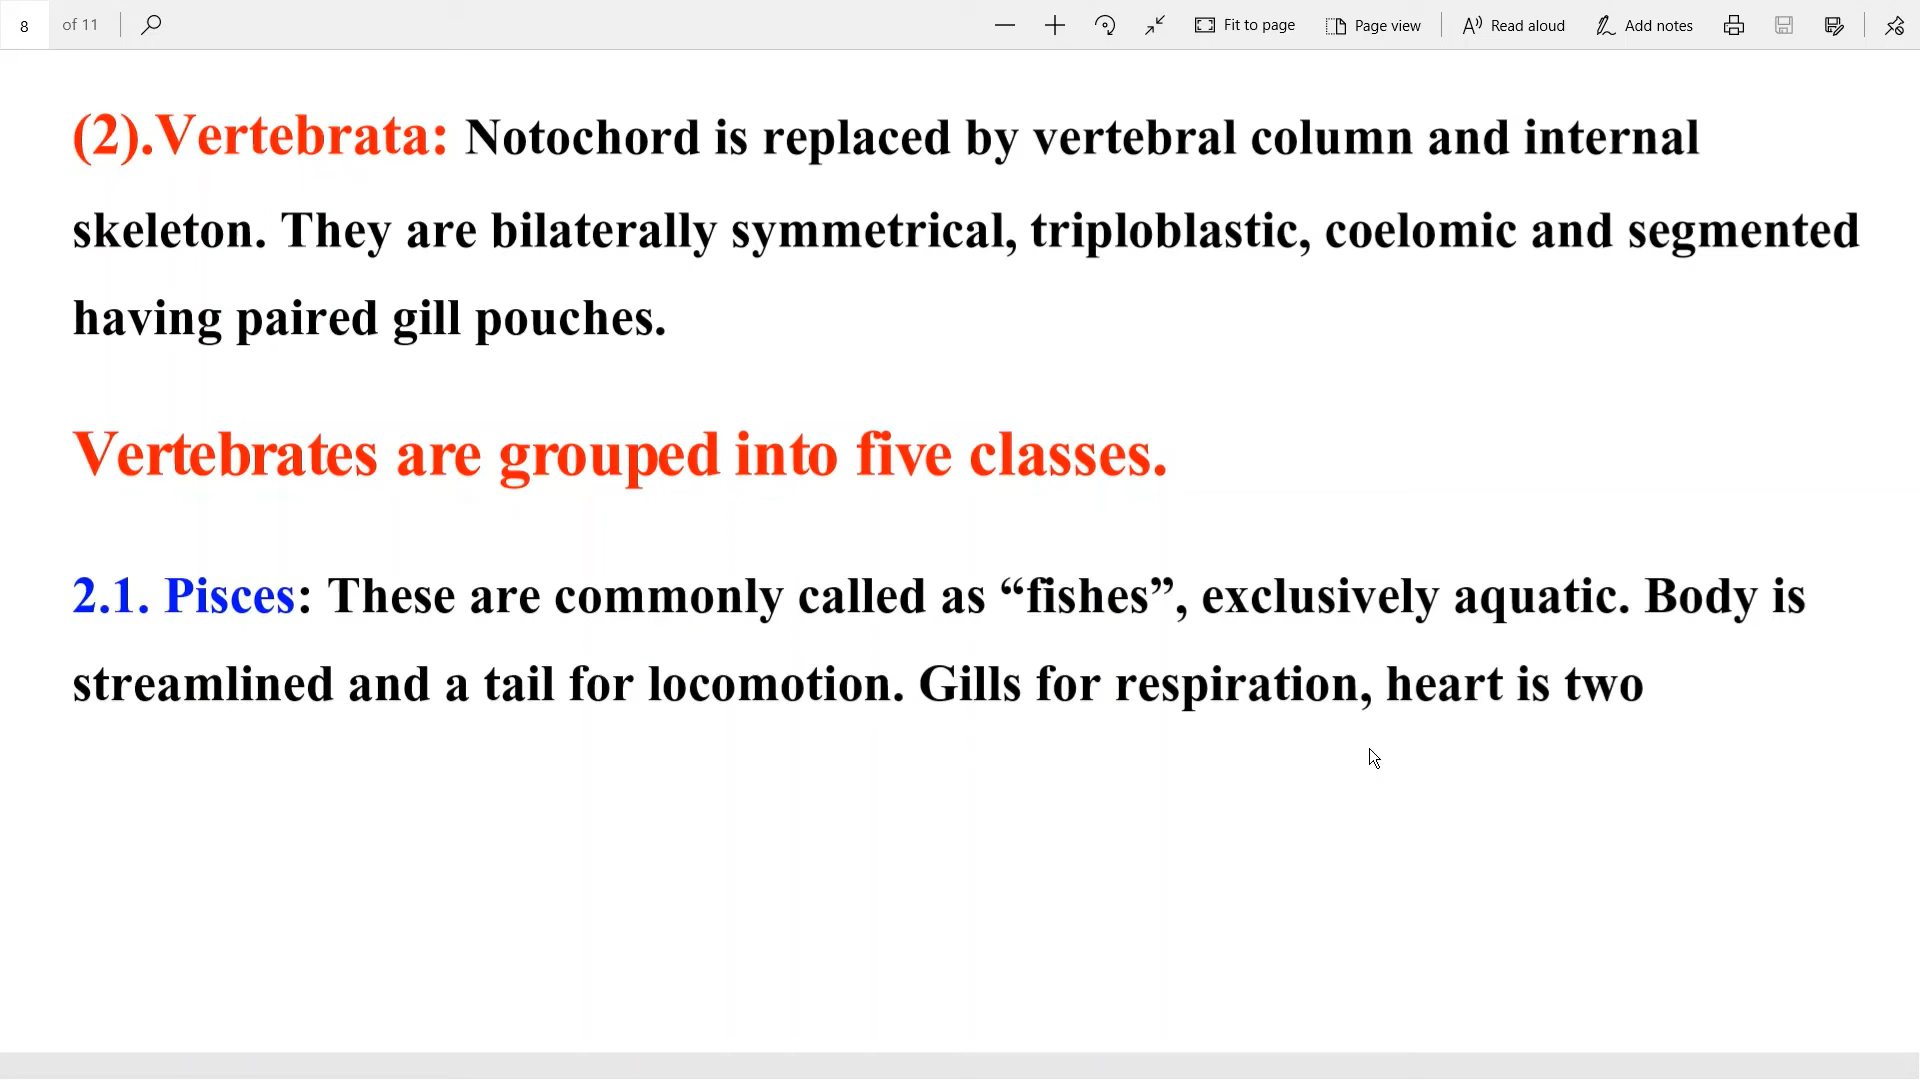 8 of 11 Fit to page Page view Read aloud Add notes
(2).Vertebrata: Notochord is replaced by vertebral column and internal
skeleton. They are bilaterally symmetrical, triploblastic, coelomic and segmented
having paired gill pouches.
Vertebrates are grouped into five classes.
2.1. Pisces: These are commonly called as “fishes”, exclusively aquatic. Body is
streamlined and a tail for locomotion. Gills for respiration, heart is two